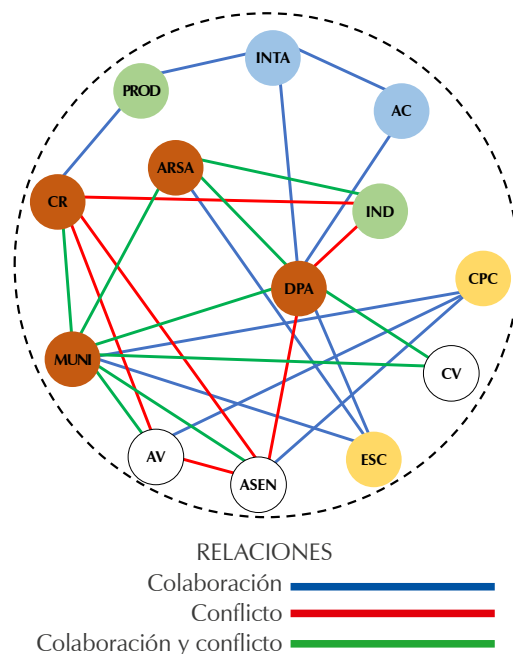 INTA
PROD
AC
ARSA
CR
IND
CPC
DPA
MUNI
CV
AV
ESC
ASEN
RELACIONES
Colaboración
Conflicto
Colaboración y conflicto